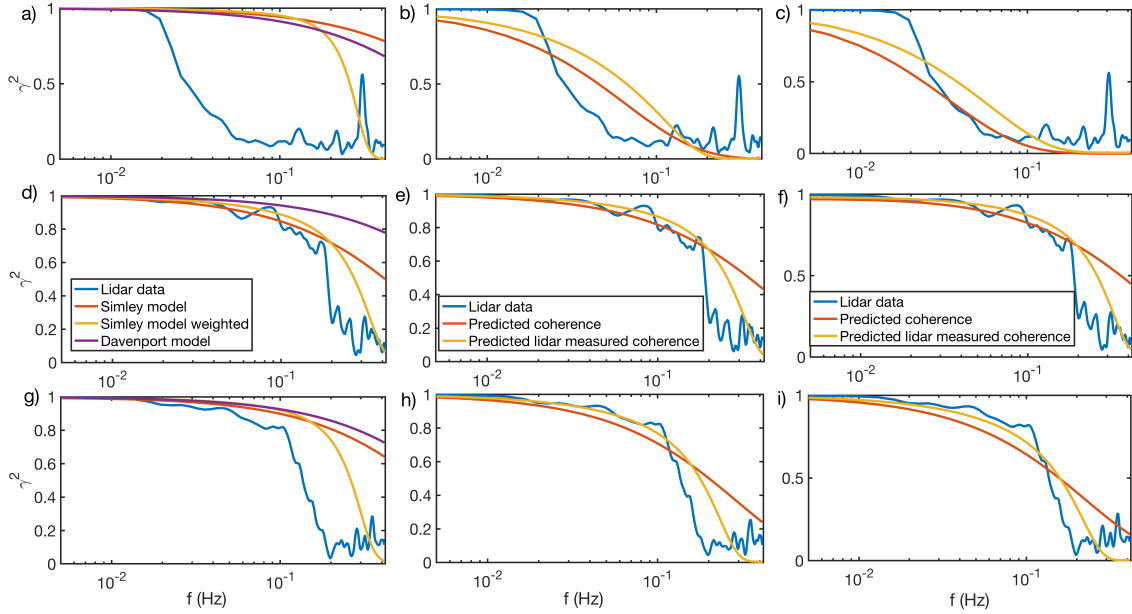 a) b) c)
1 1 1
0.5 0.5 0.5
γ²
0 0 0
10⁻² 10⁻¹ 10⁻² 10⁻¹ 10⁻² 10⁻¹
d) e) f)
1 1 1
0.8 0.8
0.6 0.6
0.5
0.4 0.4
0.2 0.2
0 0 0
γ²
Lidar data
Simley model
Simley model weighted
Davenport model
Lidar data
Predicted coherence
Predicted lidar measured coherence
Lidar data
Predicted coherence
Predicted lidar measured coherence
10⁻² 10⁻¹ 10⁻² 10⁻¹ 10⁻² 10⁻¹
g) h) i)
1 1 1
0.8 0.8
0.6 0.6
0.5
0.4 0.4
0.2 0.2
0 0 0
γ²
10⁻² 10⁻¹ 10⁻² 10⁻¹ 10⁻² 10⁻¹
f (Hz) f (Hz) f (Hz)